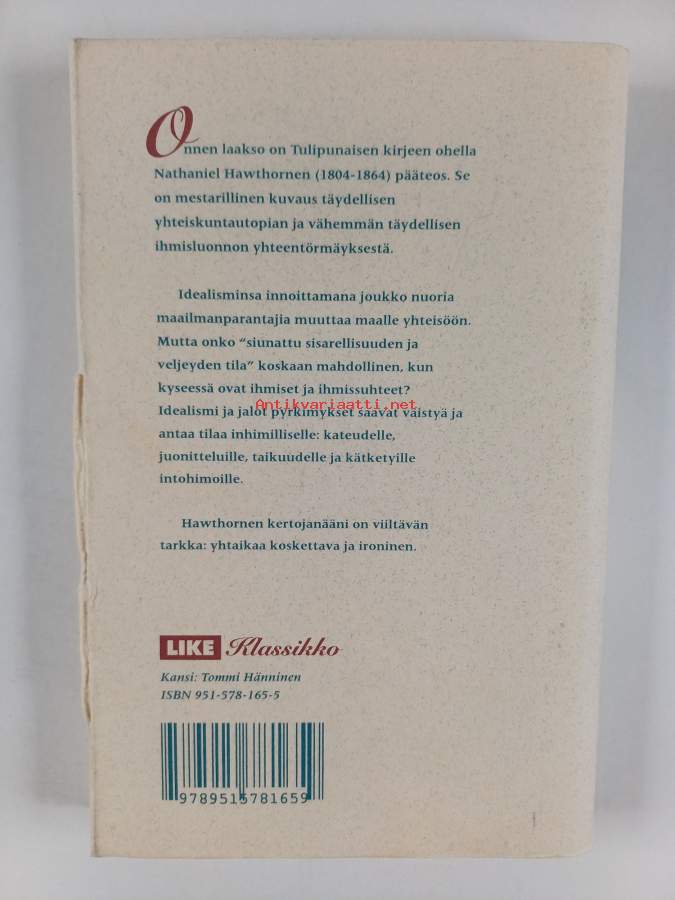 Onnen laakso on Tulipunaisen kirjeen ohella
Nathaniel Hawthornen (1804-1864) pääteos. Se
on mestarillinen kuvaus täydellisen
yhteiskuntautopian ja vähemmän täydellisen
ihmisluonnon yhteentörmäyksestä.
Idealisminsa innoittamana joukko nuoria
maailmanparantajia muuttaa maalle yhteisöön.
Mutta onko “siunattu sisarellisuuden ja
veljeyden tila” koskaan mahdollinen, kun
kyseessä ovat ihmiset ja ihmissuhteet?
Antikvariaatti.net
Idealismi ja jalot pyrkimykset saavat väistyä ja
antaa tilaa inhimilliselle: kateudelle,
juonitteluille, taikuudelle ja kätketyille
intohimoille.
Hawthornen kertojanääni on viiltävän
tarkka: yhtaikaa koskettava ja ironinen.
LIKE Klassikko
Kansi: Tommi Hänninen
ISBN 951-578-165-5
9789515781659